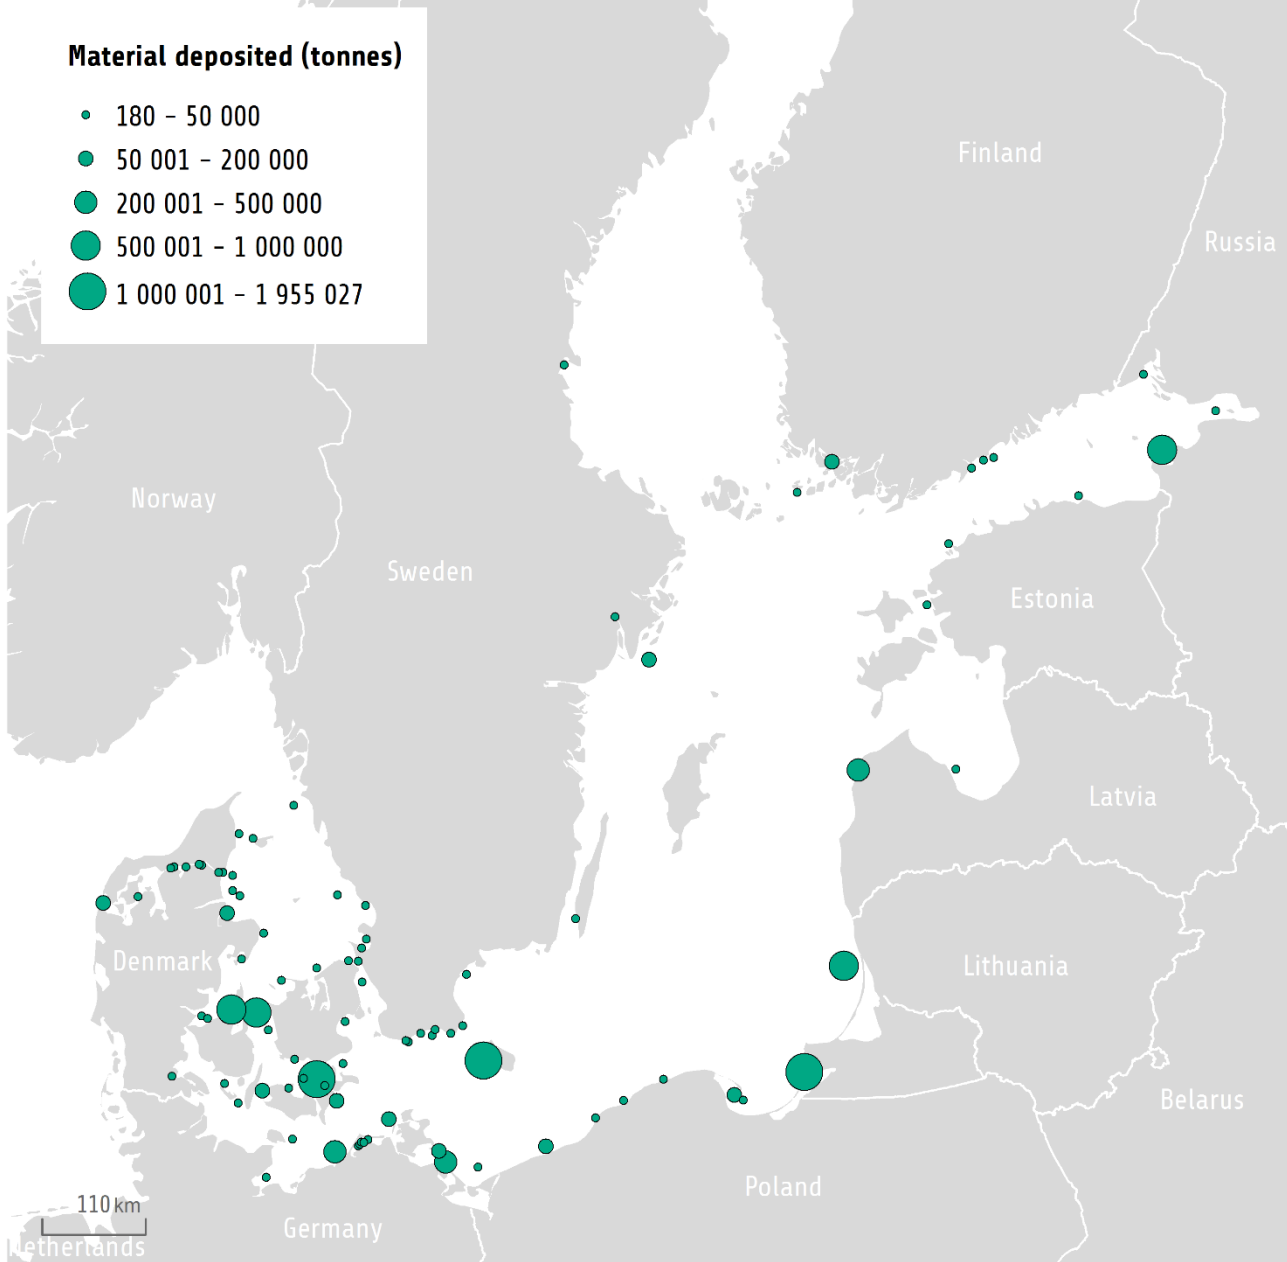 Material deposited (tonnes)
180 – 50 000
50 001 – 200 000
200 001 – 500 000
500 001 – 1 000 000
1 000 001 – 1 955 027
Finland
Russia
Norway
Sweden
Estonia
Latvia
Denmark
Lithuania
Belarus
Poland
110 km
Germany
Netherlands